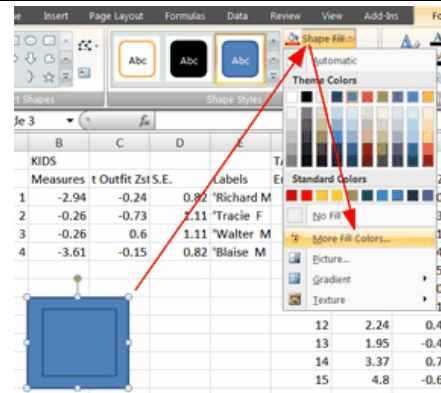 Insert Page Layout Formulas Data Review View Add-Ins
Shape Fill
Abc Abc Abc
Automatic
Theme Colors
Shapes Shape Styles
3 fx
B C D
KIDS
Measures t Outfit Zst S.E. Labels
1 -2.94 -0.24 0.82 "Richard M
2 -0.26 -0.73 1.11 "Tracie F
3 -0.26 0.6 1.11 "Walter M
4 -3.61 -0.15 0.82 "Blaise M
Standard Colors
No Fill
More Fill Colors...
Picture...
Gradient
Texture
12 2.24
13 1.95
14 3.37
15 4.8